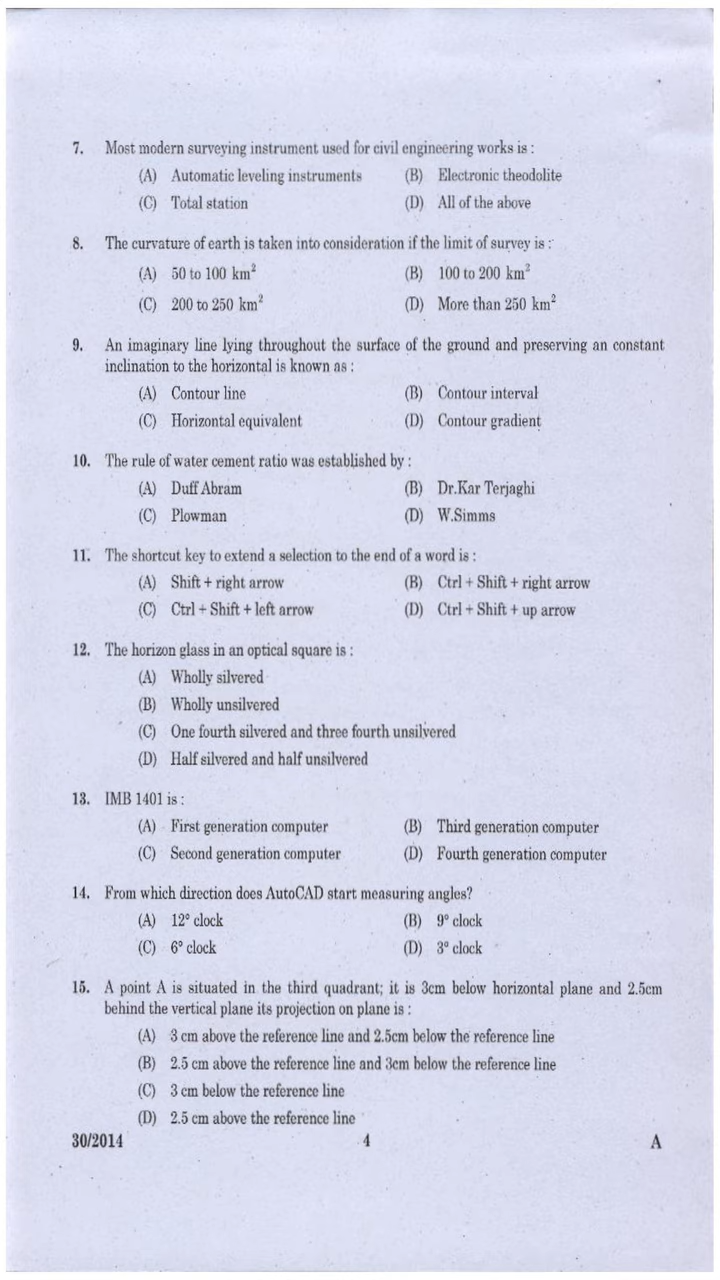 7. Most modern surveying instrument used for civil engineering works is :
(A) Automatic leveling instruments (B) Electronic theodolite
(C) Total station (D) All of the above
8. The curvature of earth is taken into consideration if the limit of survey is :
(A) 50 to 100 km² (B) 100 to 200 km²
(C) 200 to 250 km² (D) More than 250 km²
9. An imaginary line lying throughout the surface of the ground and preserving an constant
inclination to the horizontal is known as :
(A) Contour line (B) Contour interval
(C) Horizontal equivalent (D) Contour gradient
10. The rule of water cement ratio was established by :
(A) Duff Abram (B) Dr.Kar Terjaghi
(C) Plowman (D) W.Simms
11. The shortcut key to extend a selection to the end of a word is :
(A) Shift + right arrow (B) Ctrl + Shift + right arrow
(C) Ctrl + Shift + left arrow (D) Ctrl + Shift + up arrow
12. The horizon glass in an optical square is :
(A) Wholly silvered
(B) Wholly unsilvered
(C) One fourth silvered and three fourth unsilvered
(D) Half silvered and half unsilvered
13. IMB 1401 is :
(A) First generation computer (B) Third generation computer
(C) Second generation computer (D) Fourth generation computer
14. From which direction does AutoCAD start measuring angles?
(A) 12° clock (B) 9° clock
(C) 6° clock (D) 3° clock
15. A point A is situated in the third quadrant; it is 3cm below horizontal plane and 2.5cm
behind the vertical plane its projection on plane is :
(A) 3 cm above the reference line and 2.5cm below the reference line
(B) 2.5 cm above the reference line and 3cm below the reference line
(C) 3 cm below the reference line
(D) 2.5 cm above the reference line
30/2014 4 A